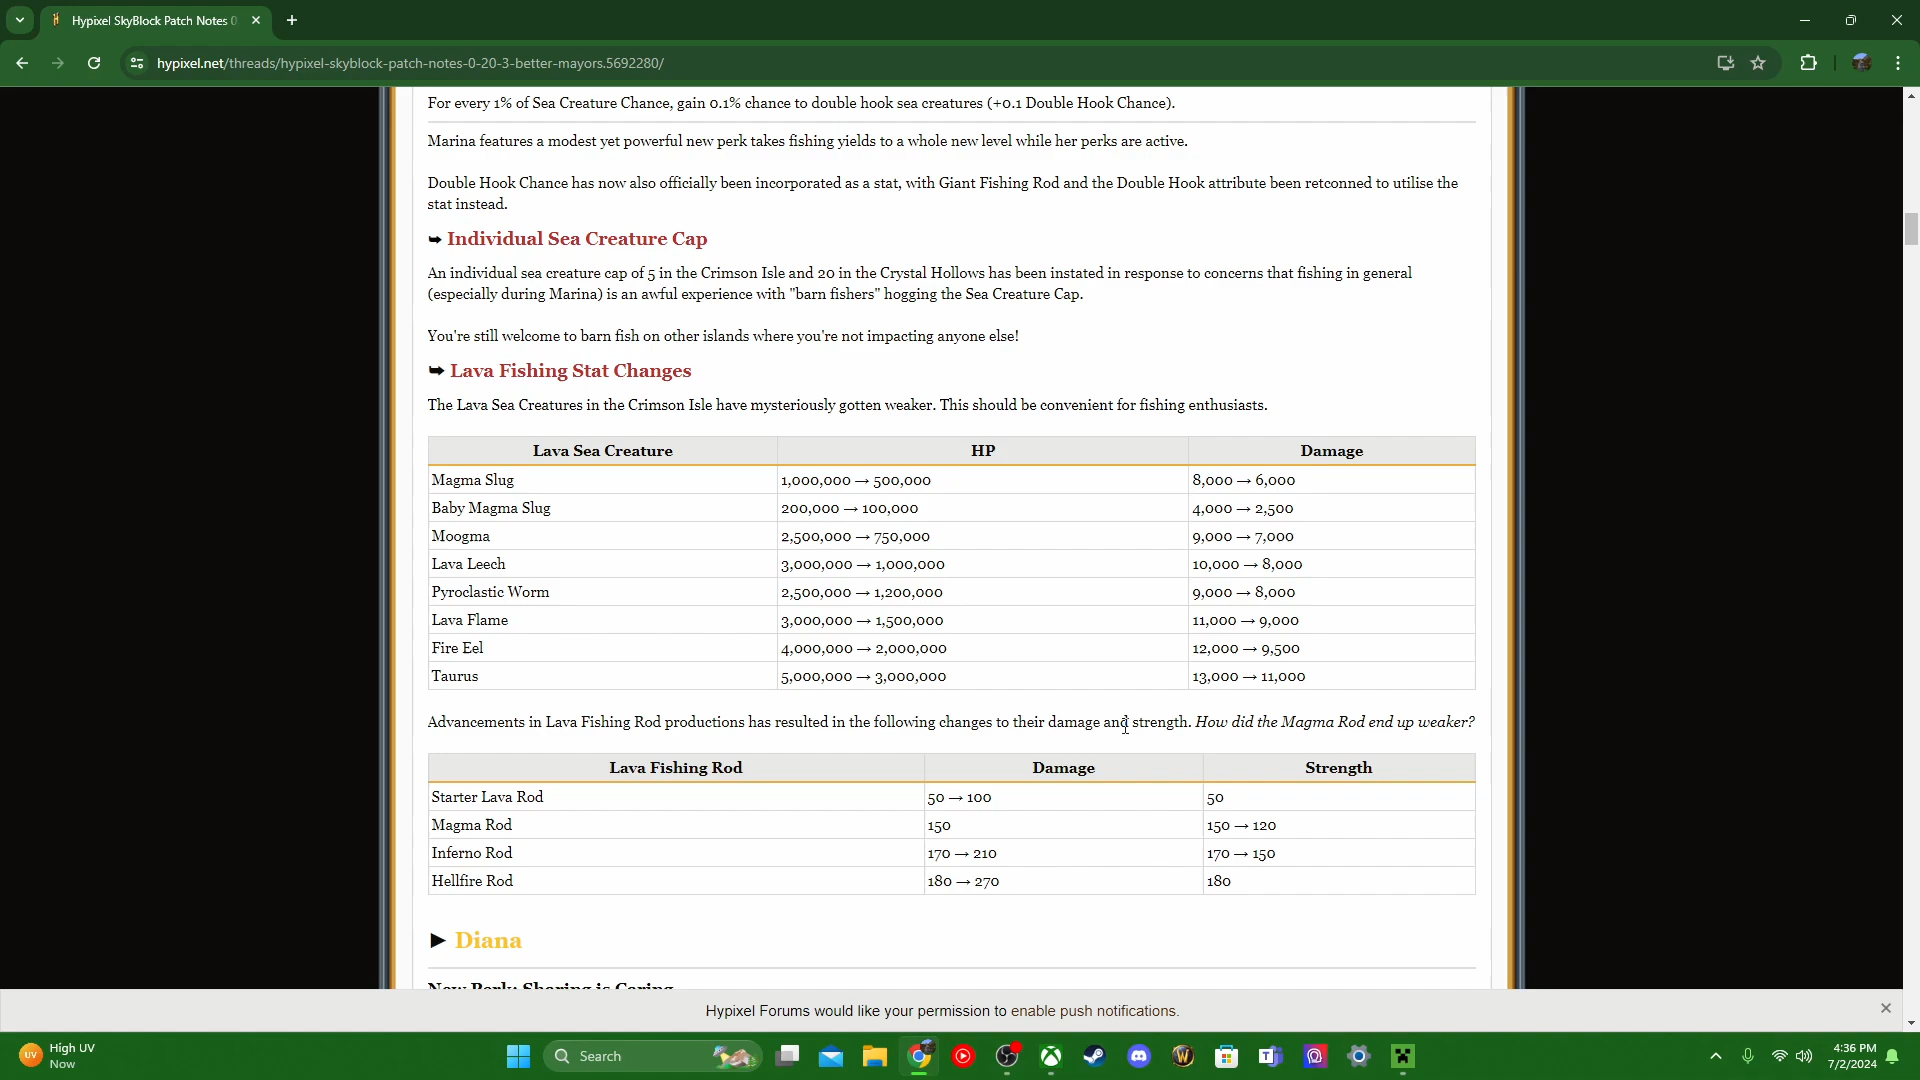 Hypixel SkyBlock Patch Notes 0
hypixel.net/threads/hypixel-skyblock-patch-notes-0-20-3-better-mayors.5692280/
For every 1% of Sea Creature Chance, gain 0.1% chance to double hook sea creatures (+0.1 Double Hook Chance).
Marina features a modest yet powerful new perk takes fishing yields to a whole new level while her perks are active.
Double Hook Chance has now also officially been incorporated as a stat, with Giant Fishing Rod and the Double Hook attribute been retconned to utilise the
stat instead.
➥ Individual Sea Creature Cap
An individual sea creature cap of 5 in the Crimson Isle and 20 in the Crystal Hollows has been instated in response to concerns that fishing in general
(especially during Marina) is an awful experience with "barn fishers" hogging the Sea Creature Cap.
You're still welcome to barn fish on other islands where you're not impacting anyone else!
➥ Lava Fishing Stat Changes
The Lava Sea Creatures in the Crimson Isle have mysteriously gotten weaker. This should be convenient for fishing enthusiasts.
Lava Sea Creature HP Damage
Magma Slug 1,000,000 → 500,000 8,000 → 6,000
Baby Magma Slug 200,000 → 100,000 4,000 → 2,500
Moogma 2,500,000 → 750,000 9,000 → 7,000
Lava Leech 3,000,000 → 1,000,000 10,000 → 8,000
Pyroclastic Worm 2,500,000 → 1,200,000 9,000 → 8,000
Lava Flame 3,000,000 → 1,500,000 11,000 → 9,000
Fire Eel 4,000,000 → 2,000,000 12,000 → 9,500
Taurus 5,000,000 → 3,000,000 13,000 → 11,000
Advancements in Lava Fishing Rod productions has resulted in the following changes to their damage and strength. How did the Magma Rod end up weaker?
Lava Fishing Rod Damage Strength
Starter Lava Rod 50 → 100 50
Magma Rod 150 150 → 120
Inferno Rod 170 → 210 170 → 150
Hellfire Rod 180 → 270 180
► Diana
New Perk: Sharing is Caring
Hypixel Forums would like your permission to enable push notifications.
UV
High UV
Now
Search
4:36 PM
7/2/2024